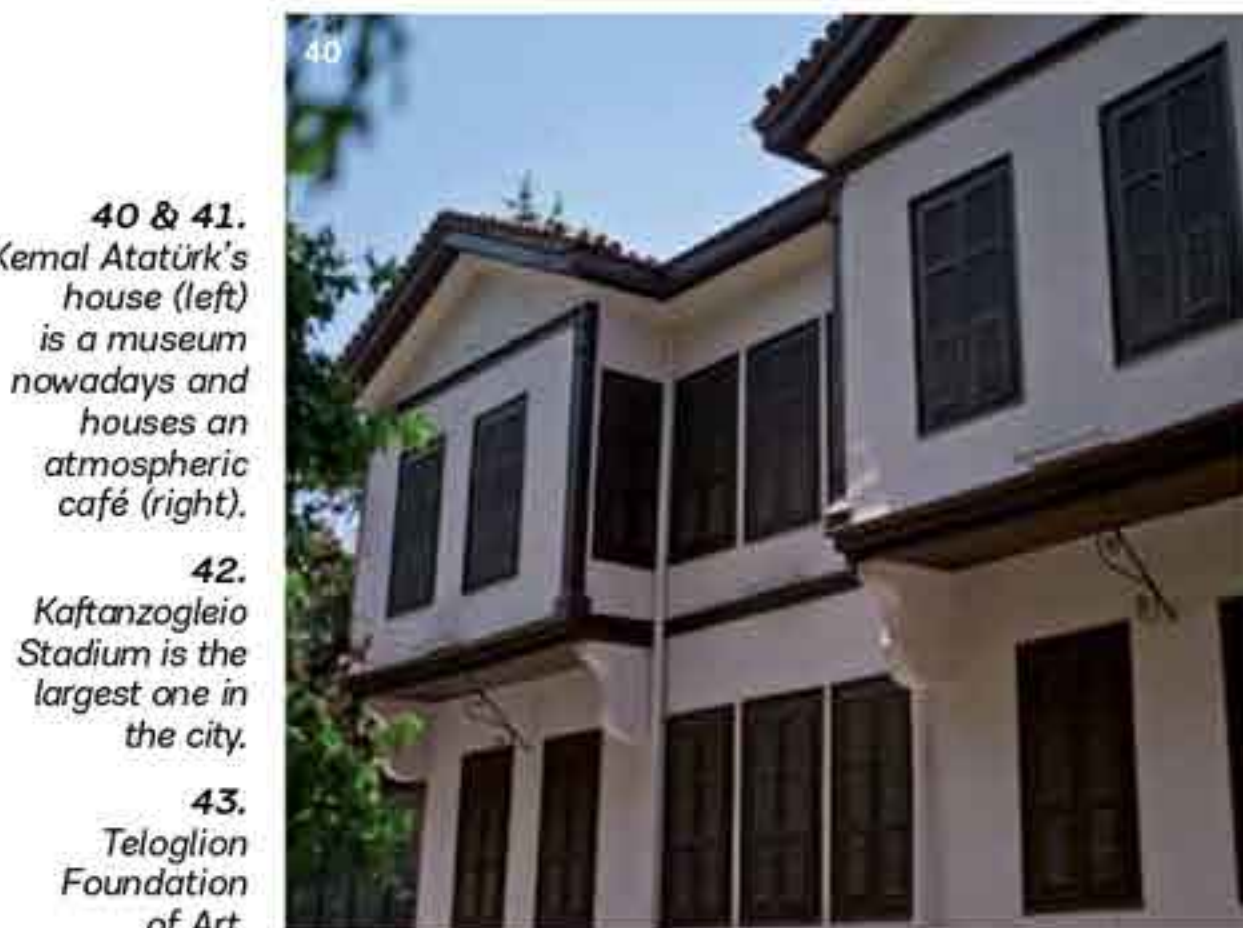 40
40 & 41.
Kemal Atatürk's
house (left)
is a museum
nowadays and
houses an
atmospheric
café (right).
42.
Kaftanzogleio
Stadium is the
largest one in
the city.
43.
Teloglion
Foundation
of Art.